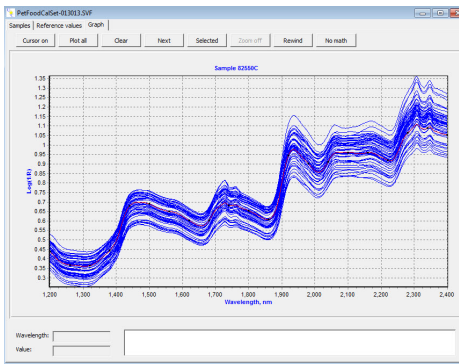 PetFoodCalSet-013013.SVF
Samples Reference values Graph
Cursor on Plot all Clear Next Selected Zoom off Rewind No math
Sample 82558C
Log(1/R)
1.35
1.3
1.25
1.2
1.15
1.1
1.05
1
0.95
0.9
0.85
0.8
0.75
0.7
0.65
0.6
0.55
0.5
0.45
0.4
0.35
0.3
1,200 1,300 1,400 1,500 1,600 1,700 1,800 1,900 2,000 2,100 2,200 2,300 2,400
Wavelength, nm
Wavelength:
Value: